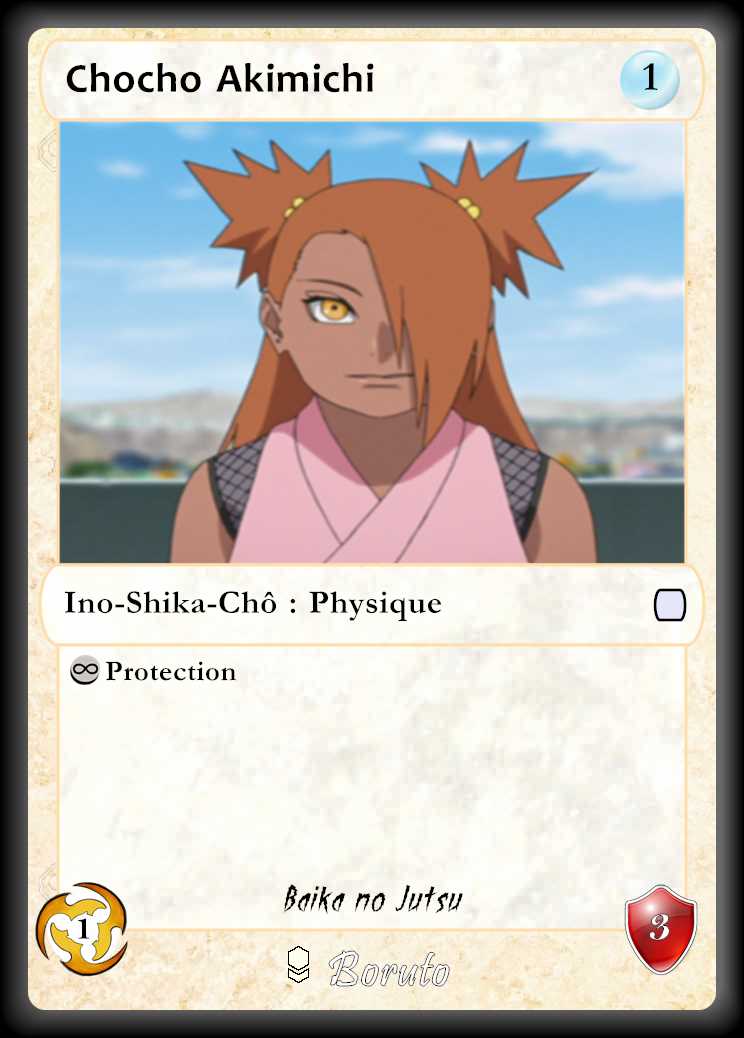 Chocho Akimichi
1
Ino-Shika-Chô : Physique
Protection
Baika no Jutsu
1
3
Boruto